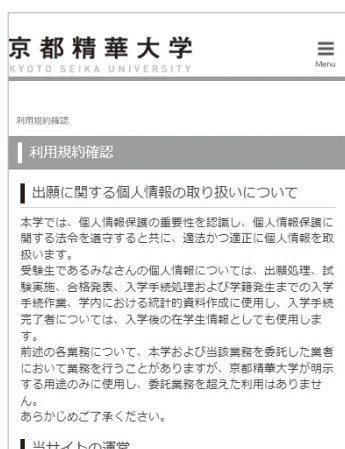 京都精華大学
KYOTO SEIKA UNIVERSITY
Menu
利用規約確認
利用規約確認
出願に関する個人情報の取り扱いについて
本学では、個人情報保護の重要性を認識し、個人情報保護に
関する法令を遵守すると共に、適法かつ適正に個人情報を取
扱います。
受験生であるみなさんの個人情報については、出願処理、試
験実施、合格発表、入学手続処理および学籍発生までの入学
手続作業、学内における統計的資料作成に使用し、入学手続
完了者については、入学後の在学生情報としても使用しま
す。
前述の各業務について、本学および当該業務を委託した業者
において業務を行うことがありますが、京都精華大学が明示
する用途のみに使用し、委託業務を超えた利用はありませ
ん。
あらかじめご了承ください。
当サイトの運営